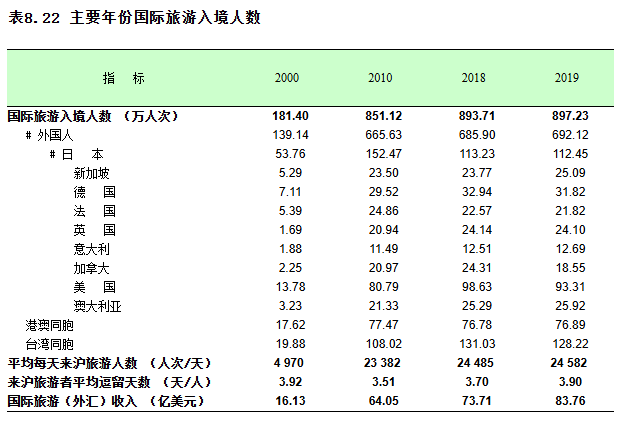 表8.22 主要年份国际旅游入境人数
指 标 2000 2010 2018 2019
国际旅游入境人数 （万人次） 181.40 851.12 893.71 897.23
# 外国人 139.14 665.63 685.90 692.12
# 日 本 53.76 152.47 113.23 112.45
新加坡 5.29 23.50 23.77 25.09
德 国 7.11 29.52 32.94 31.82
法 国 5.39 24.86 22.57 21.82
英 国 1.69 20.94 24.14 24.10
意大利 1.88 11.49 12.51 12.69
加拿大 2.25 20.97 24.31 18.55
美 国 13.78 80.79 98.63 93.31
澳大利亚 3.23 21.33 25.29 25.92
港澳同胞 17.62 77.47 76.78 76.89
台湾同胞 19.88 108.02 131.03 128.22
平均每天来沪旅游人数 （人次/天） 4 970 23 382 24 485 24 582
来沪旅游者平均逗留天数 （天/人） 3.92 3.51 3.70 3.90
国际旅游（外汇）收入 （亿美元） 16.13 64.05 73.71 83.76